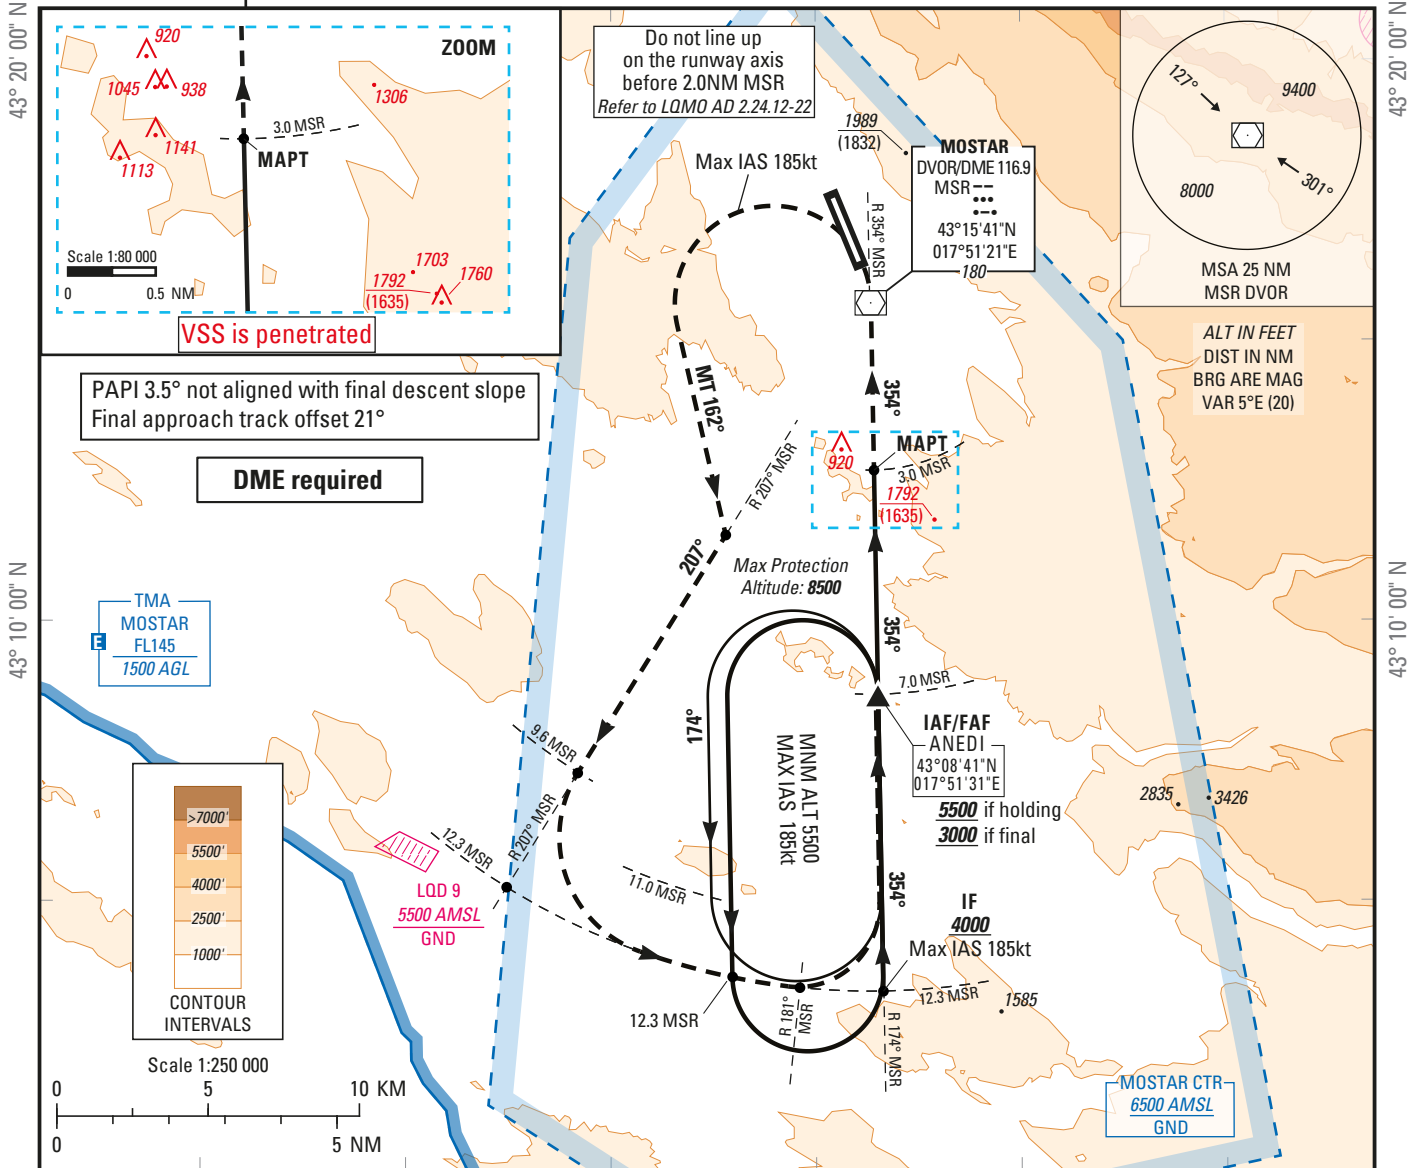 43° 20' 00" N
43° 20' 00" N
43° 10' 00" N
43° 10' 00" N
ZOOM
920
1045
938
1141
1113
1306
3.0 MSR
MAPT
Scale 1:80 000
0
0.5 NM
1703
1792
(1635)
1760
VSS is penetrated
Do not line up
on the runway axis
before 2.0NM MSR
Refer to LQMO AD 2.24.12-22
Max IAS 185kt
1989
(1832)
MOSTAR
DVOR/DME 116.9
MSR
43°15'41"N
017°51'21"E
180
R 354° MSR
127°
9400
8000
301°
MSA 25 NM
MSR DVOR
ALT IN FEET
DIST IN NM
BRG ARE MAG
VAR 5°E (20)
PAPI 3.5° not aligned with final descent slope
Final approach track offset 21°
DME required
MT 162°
R 207° MSR
207°
354°
MAPT
3.0 MSR
920
1792
(1635)
Max Protection
Altitude: 8500
354°
7.0 MSR
TMA
MOSTAR
FL145
1500 AGL
E
174°
MNM ALT 5500
MAX IAS 185kt
IAF/FAF
ANEDI
43°08'41"N
017°51'31"E
5500 if holding
3000 if final
2835
3426
9.6 MSR
R 207° MSR
12.3 MSR
11.0 MSR
LQD 9
5500 AMSL
GND
354°
IF
4000
Max IAS 185kt
12.3 MSR
1585
12.3 MSR
R 181°
MSR
R 174° MSR
>7000'
5500'
4000'
2500'
1000'
CONTOUR
INTERVALS
Scale 1:250 000
0
5
10 KM
0
5 NM
MOSTAR CTR
6500 AMSL
GND